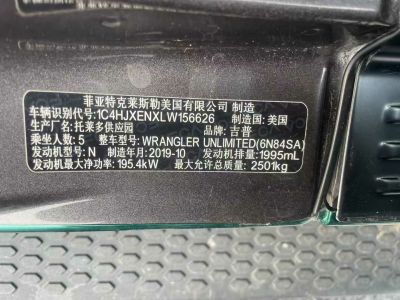 菲亚特克莱斯勒美国有限公司 制造
车辆识别代号:1C4HJXENXLW156626 制造国: 美国
生产厂名: 托莱多供应园 品牌: 吉普
乘坐人数: 5 整车型号: WRANGLER UNLIMITED(6N84SA)
发动机型号: N 制造年月: 2019-10 发动机排量: 1995mL
发动机最大净功率: 195.4kW 最大允许总质量: 2501kg